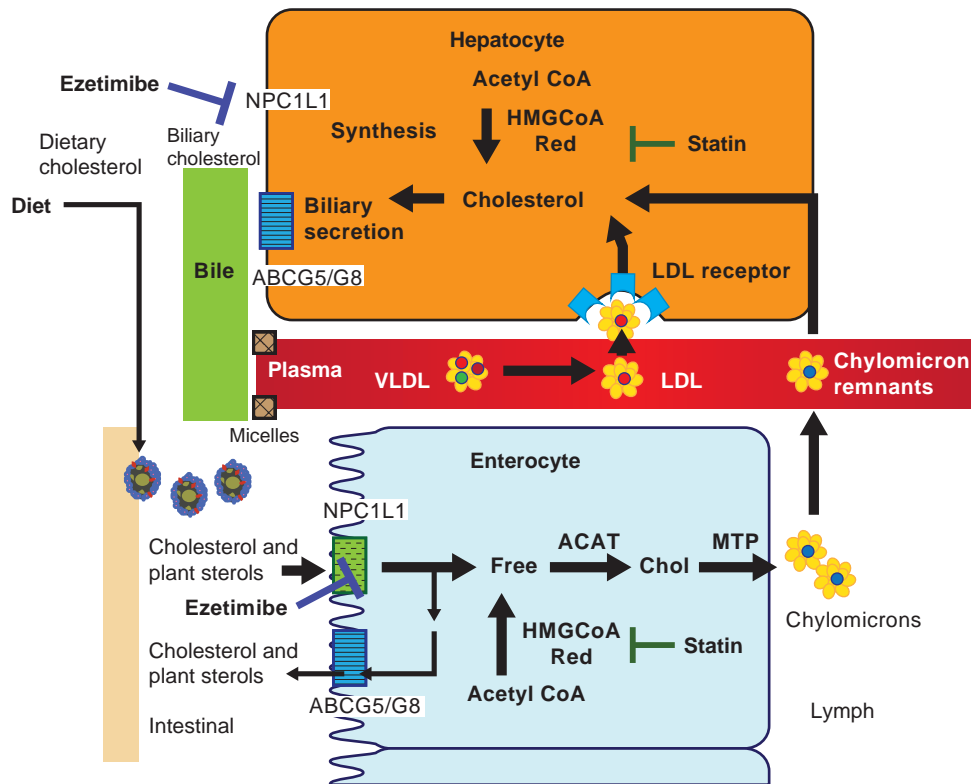 Hepatocyte
Acetyl CoA
Ezetimibe
NPC1L1
HMGCoA
Red
Synthesis
Statin
Dietary
cholesterol
Biliary
cholesterol
Diet
Cholesterol
Biliary
secretion
Bile
ABCG5/G8
LDL receptor
Plasma
VLDL
LDL
Chylomicron
remnants
Micelles
Enterocyte
NPC1L1
Cholesterol and
plant sterols
Free
ACAT
Chol
MTP
Ezetimibe
Chylomicrons
HMGCoA
Red
Statin
Cholesterol and
plant sterols
Acetyl CoA
ABCG5/G8
Intestinal
Lymph